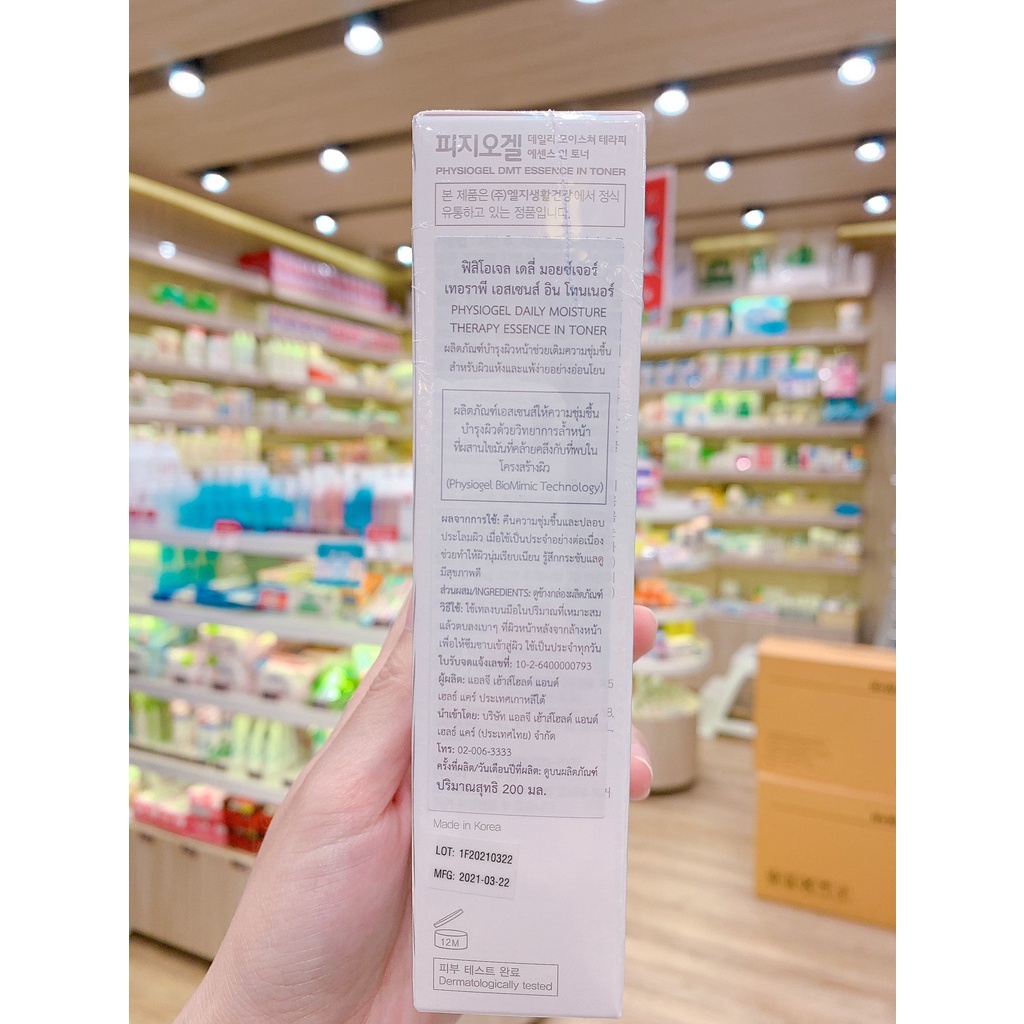 피지오겔 데일리 모이스쳐 테라피
에센스 인 토너
PHYSIOGEL DMT ESSENCE IN TONER
본 제품은 (주)엘지생활건강에서 정식
유통하고 있는 정품입니다.
ฟิสิโอเจล เดลี่ มอยซ์เจอร์
เทอราพี เอสเซนส์ อิน โทนเนอร์
PHYSIOGEL DAILY MOISTURE
THERAPY ESSENCE IN TONER
ผลิตภัณฑ์บำรุงผิวหน้าช่วยเติมความชุ่มชื้น
สำหรับผิวแห้งและแพ้ง่ายอย่างอ่อนโยน
ผลิตภัณฑ์เอสเซนส์ให้ความชุ่มชื้น
บำรุงผิวด้วยวิทยาการล้ำหน้า
ที่ผสานไขมันที่คล้ายคลึงกับที่พบใน
โครงสร้างผิว
(Physiogel BioMimic Technology)
ผลจากการใช้: คืนความชุ่มชื้นและปลอบ
ประโลมผิว เมื่อใช้เป็นประจำอย่างต่อเนื่อง
ช่วยทำให้ผิวนุ่มเรียบเนียน รู้สึกกระชับแลดู
มีสุขภาพดี
ส่วนผสม/INGREDIENTS: ดูข้างกล่องผลิตภัณฑ์
วิธีใช้: ใช้เทลงบนมือในปริมาณที่เหมาะสม
แล้วตบลงเบาๆ ที่ผิวหน้าหลังจากล้างหน้า
เพื่อให้ซึมซาบเข้าสู่ผิว ใช้เป็นประจำทุกวัน
ใบรับจดแจ้งเลขที่: 10-2-6400000793
ผู้ผลิต: แอลจี เฮ้าส์โฮลด์ แอนด์
เฮลธ์ แคร์ ประเทศเกาหลีใต้
นำเข้าโดย: บริษัท แอลจี เฮ้าส์โฮลด์ แอนด์
เฮลธ์ แคร์ (ประเทศไทย) จำกัด
โทร: 02-006-3333
ครั้งที่ผลิต/วันเดือนปีที่ผลิต: ดูบนผลิตภัณฑ์
ปริมาณสุทธิ 200 มล.
Made in Korea
LOT: 1F20210322
MFG: 2021-03-22
12M
피부 테스트 완료
Dermatologically tested